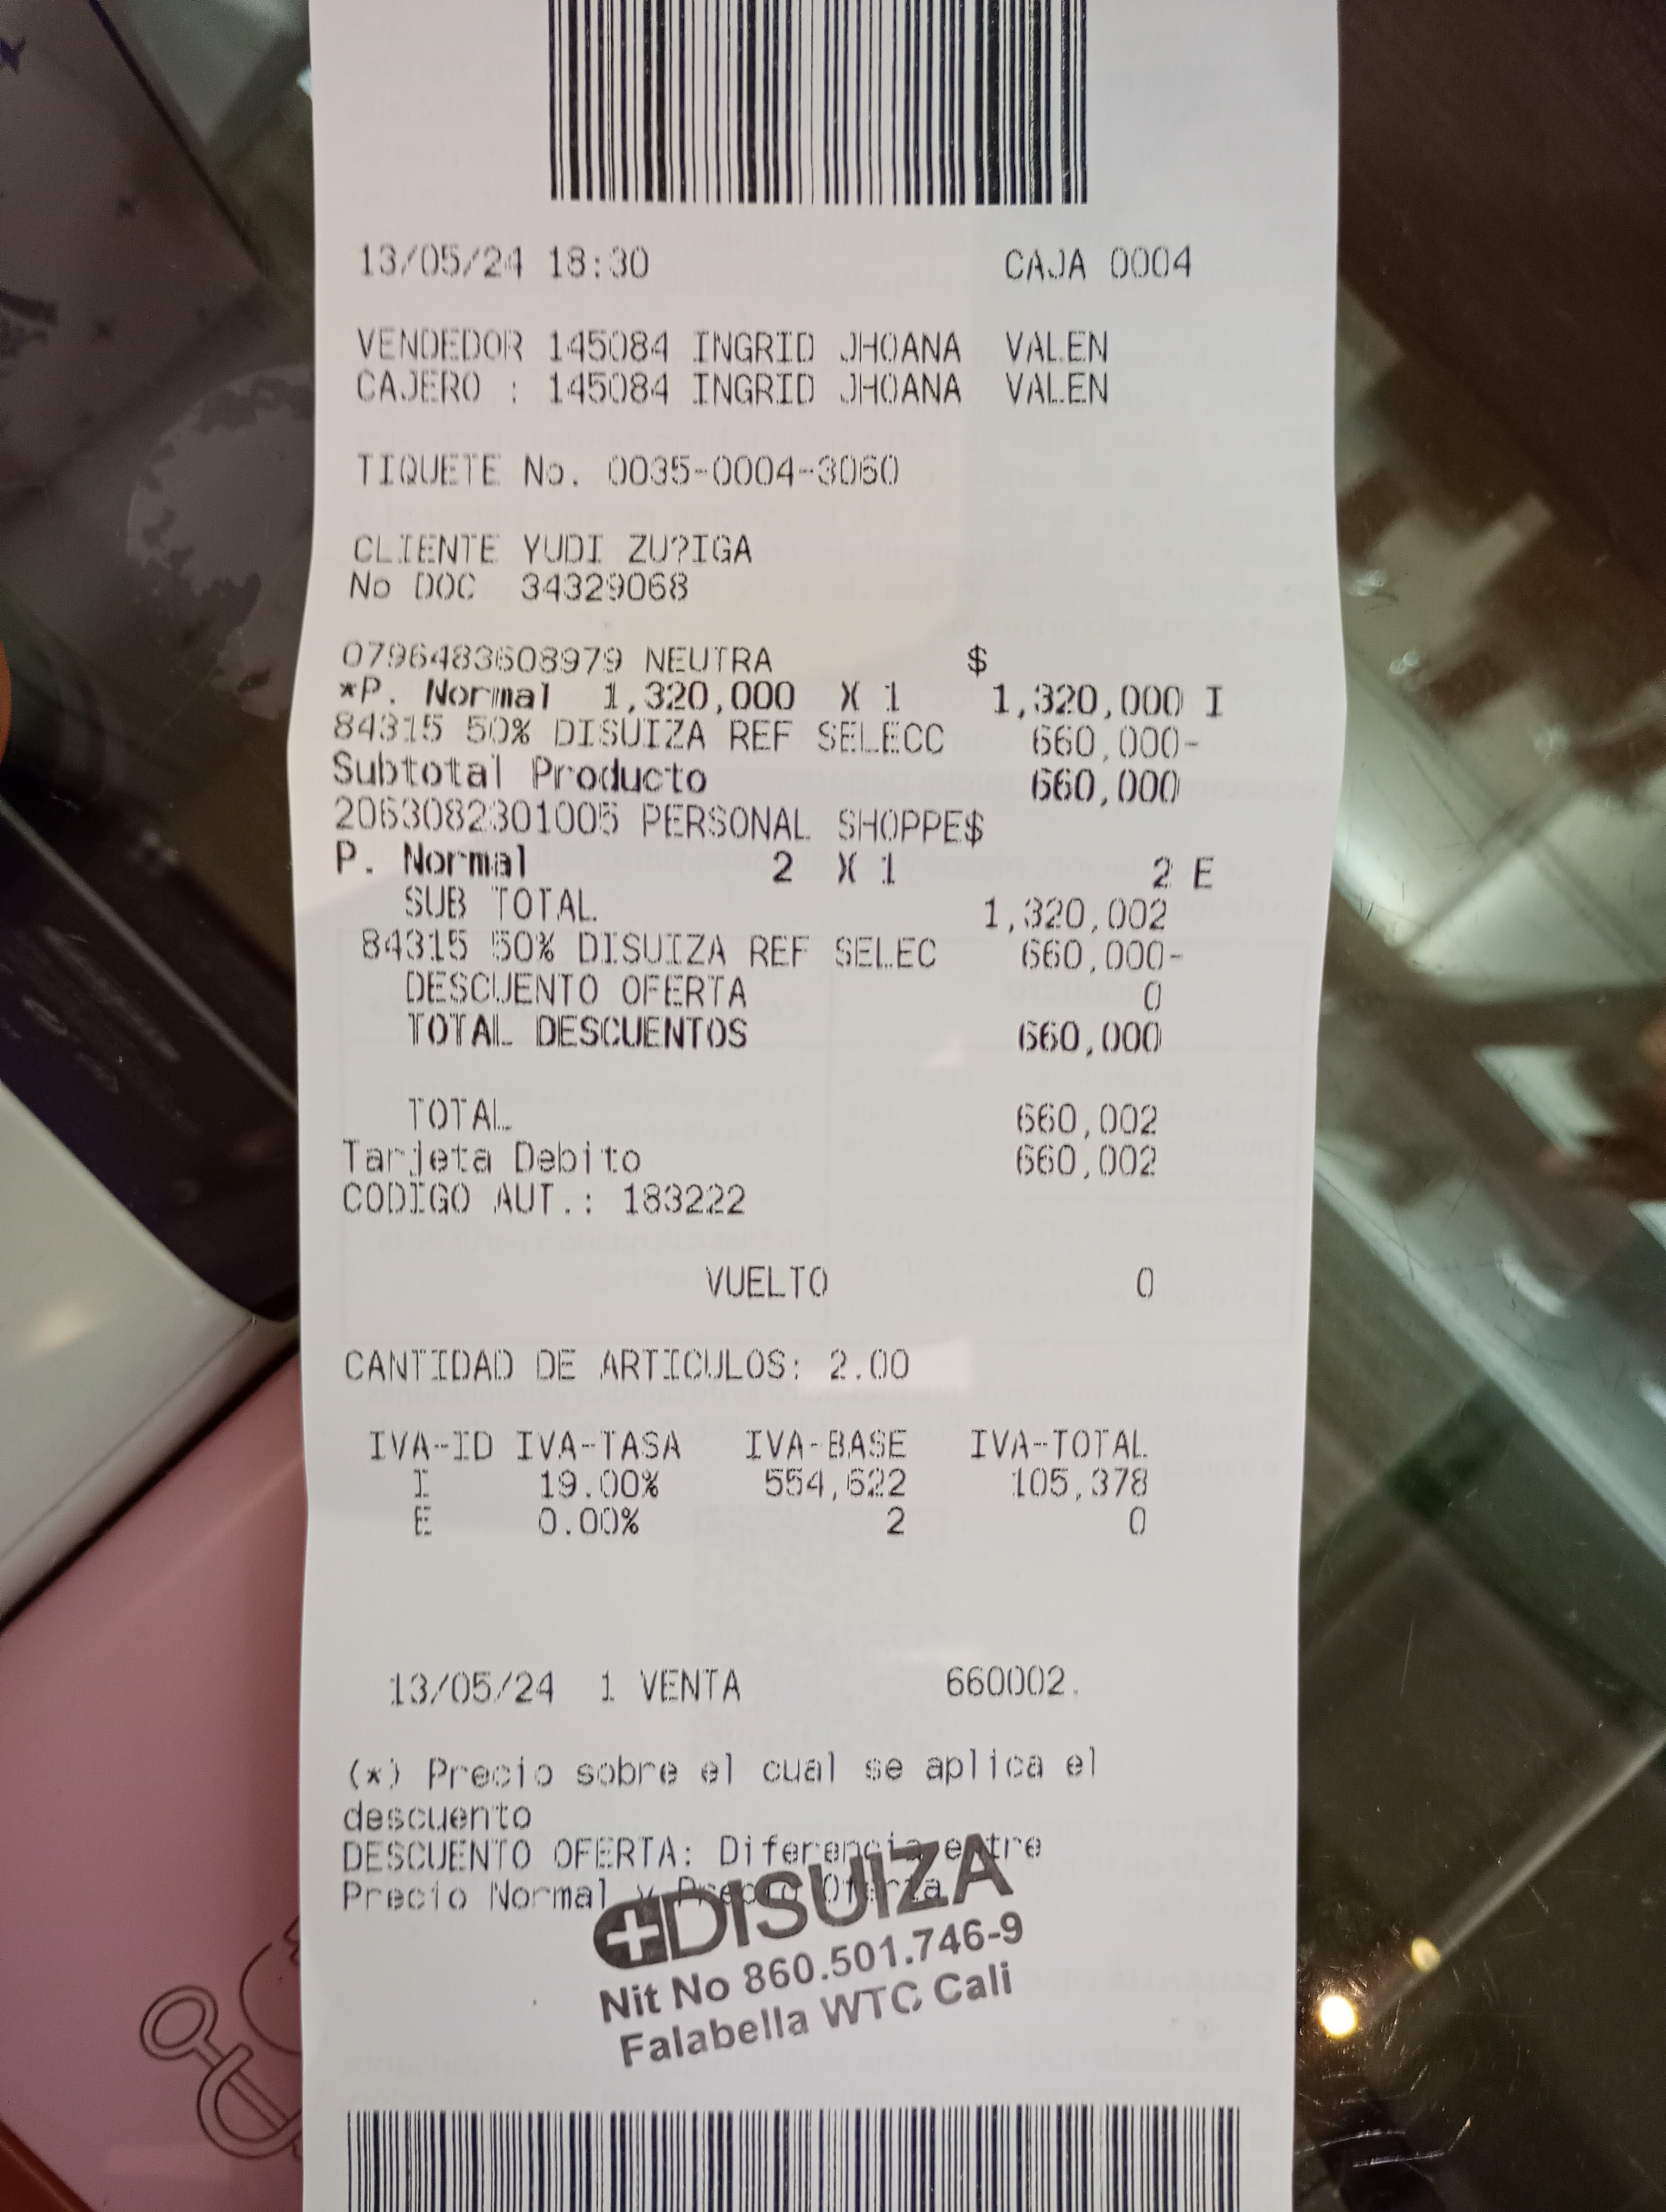 13/05/24 18:30 CAJA 0004
VENDEDOR 145084 INGRID JHOANA VALEN
CAJERO : 145084 INGRID JHOANA VALEN
TIQUETE No. 0035-0004-3060
CLIENTE YUDI ZU?IGA
No DOC 34329068
0796483608979 NEUTRA $
*P. Normal 1,320,000 X 1 1,320,000 I
84315 50% DISUIZA REF SELECC 660,000-
Subtotal Producto 660,000
2063082301005 PERSONAL SHOPPE$
P. Normal 2 X 1 2 E
SUB TOTAL 1,320,002
84315 50% DISUIZA REF SELEC 660,000-
DESCUENTO OFERTA 0
TOTAL DESCUENTOS 660,000
TOTAL 660,002
Tarjeta Debito 660,002
CODIGO AUT.: 183222
VUELTO 0
CANTIDAD DE ARTICULOS: 2.00
IVA-ID IVA-TASA IVA-BASE IVA-TOTAL
I 19.00% 554,622 105,378
E 0.00% 2 0
13/05/24 1 VENTA 660002.
(*) Precio sobre el cual se aplica el
descuento
DESCUENTO OFERTA: Diferencia entre
Precio Normal y Precio Oferta
DISUIZA
Nit No 860.501.746-9
Falabella WTC Cali